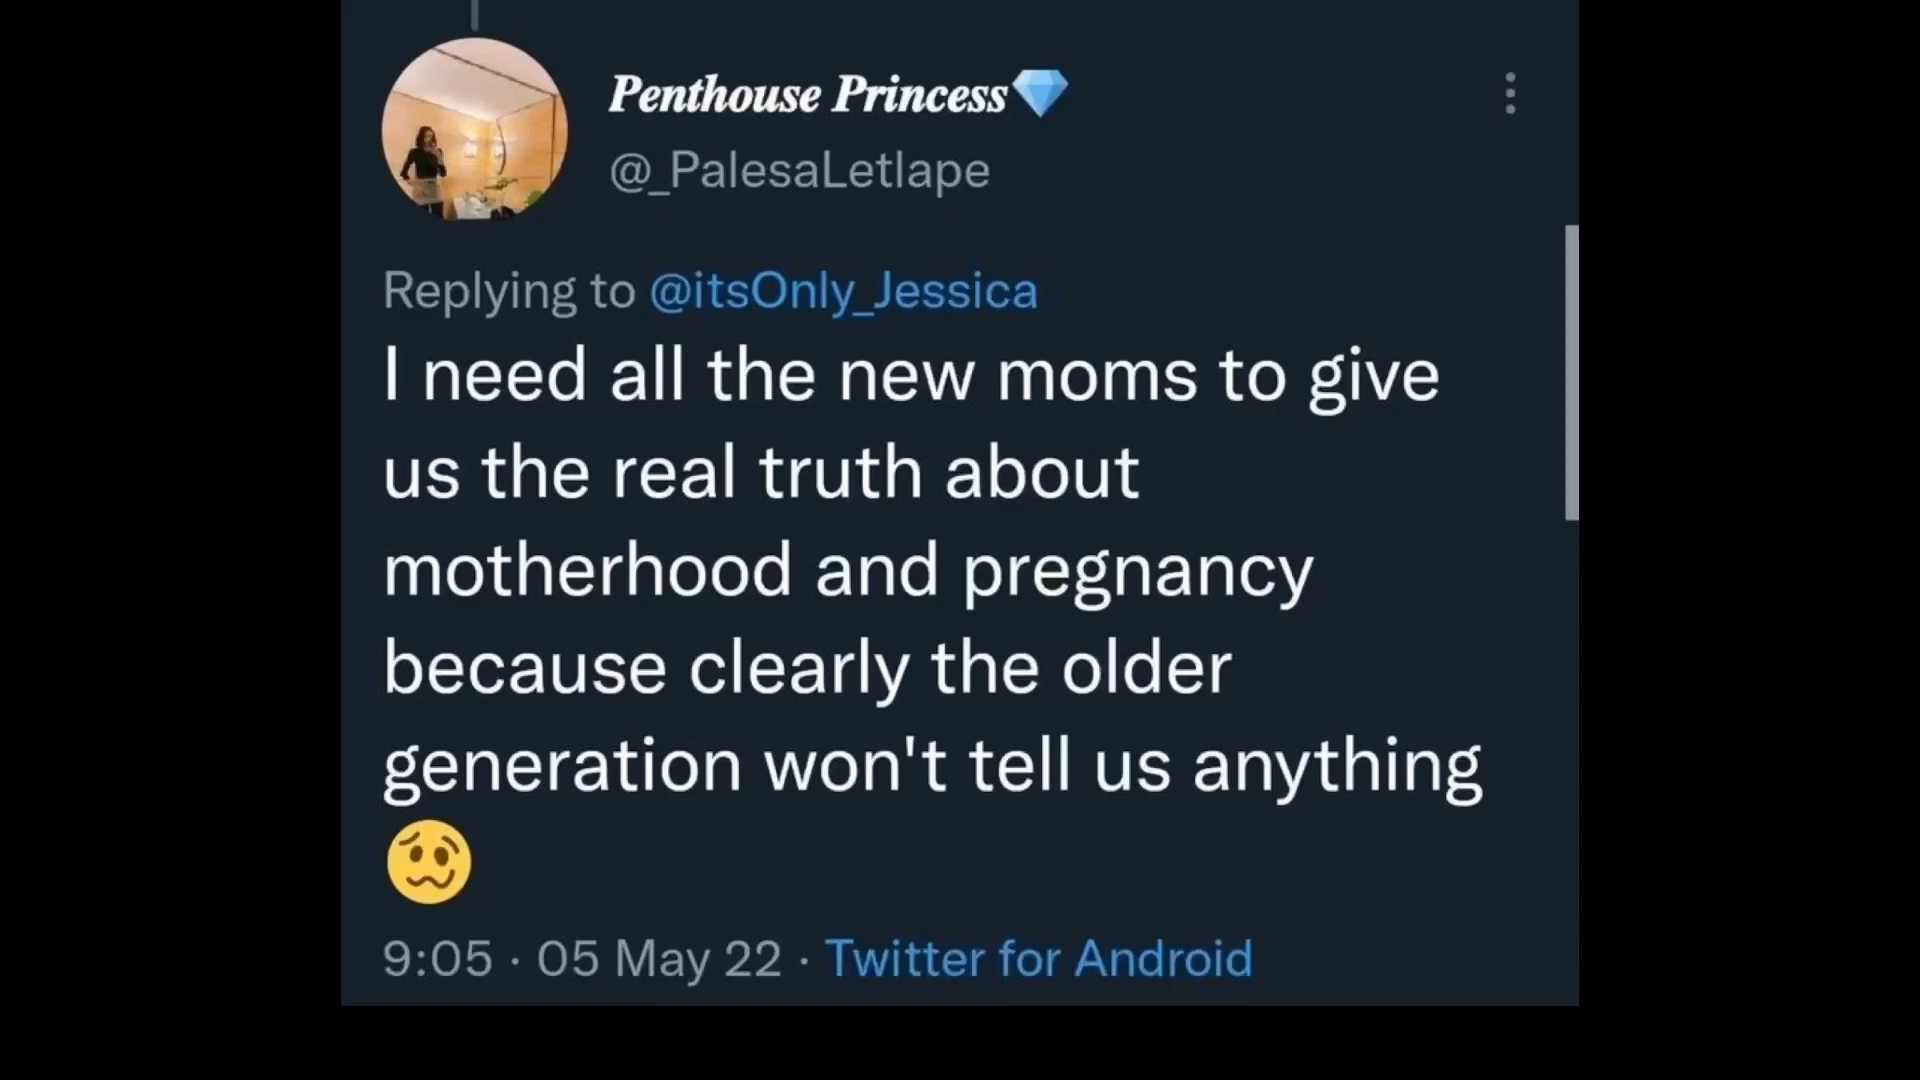 Penthouse Princess💎
@_PalesaLetlape
Replying to @itsOnly_Jessica
I need all the new moms to give
us the real truth about
motherhood and pregnancy
because clearly the older
generation won't tell us anything
🥴
9:05 · 05 May 22 · Twitter for Android